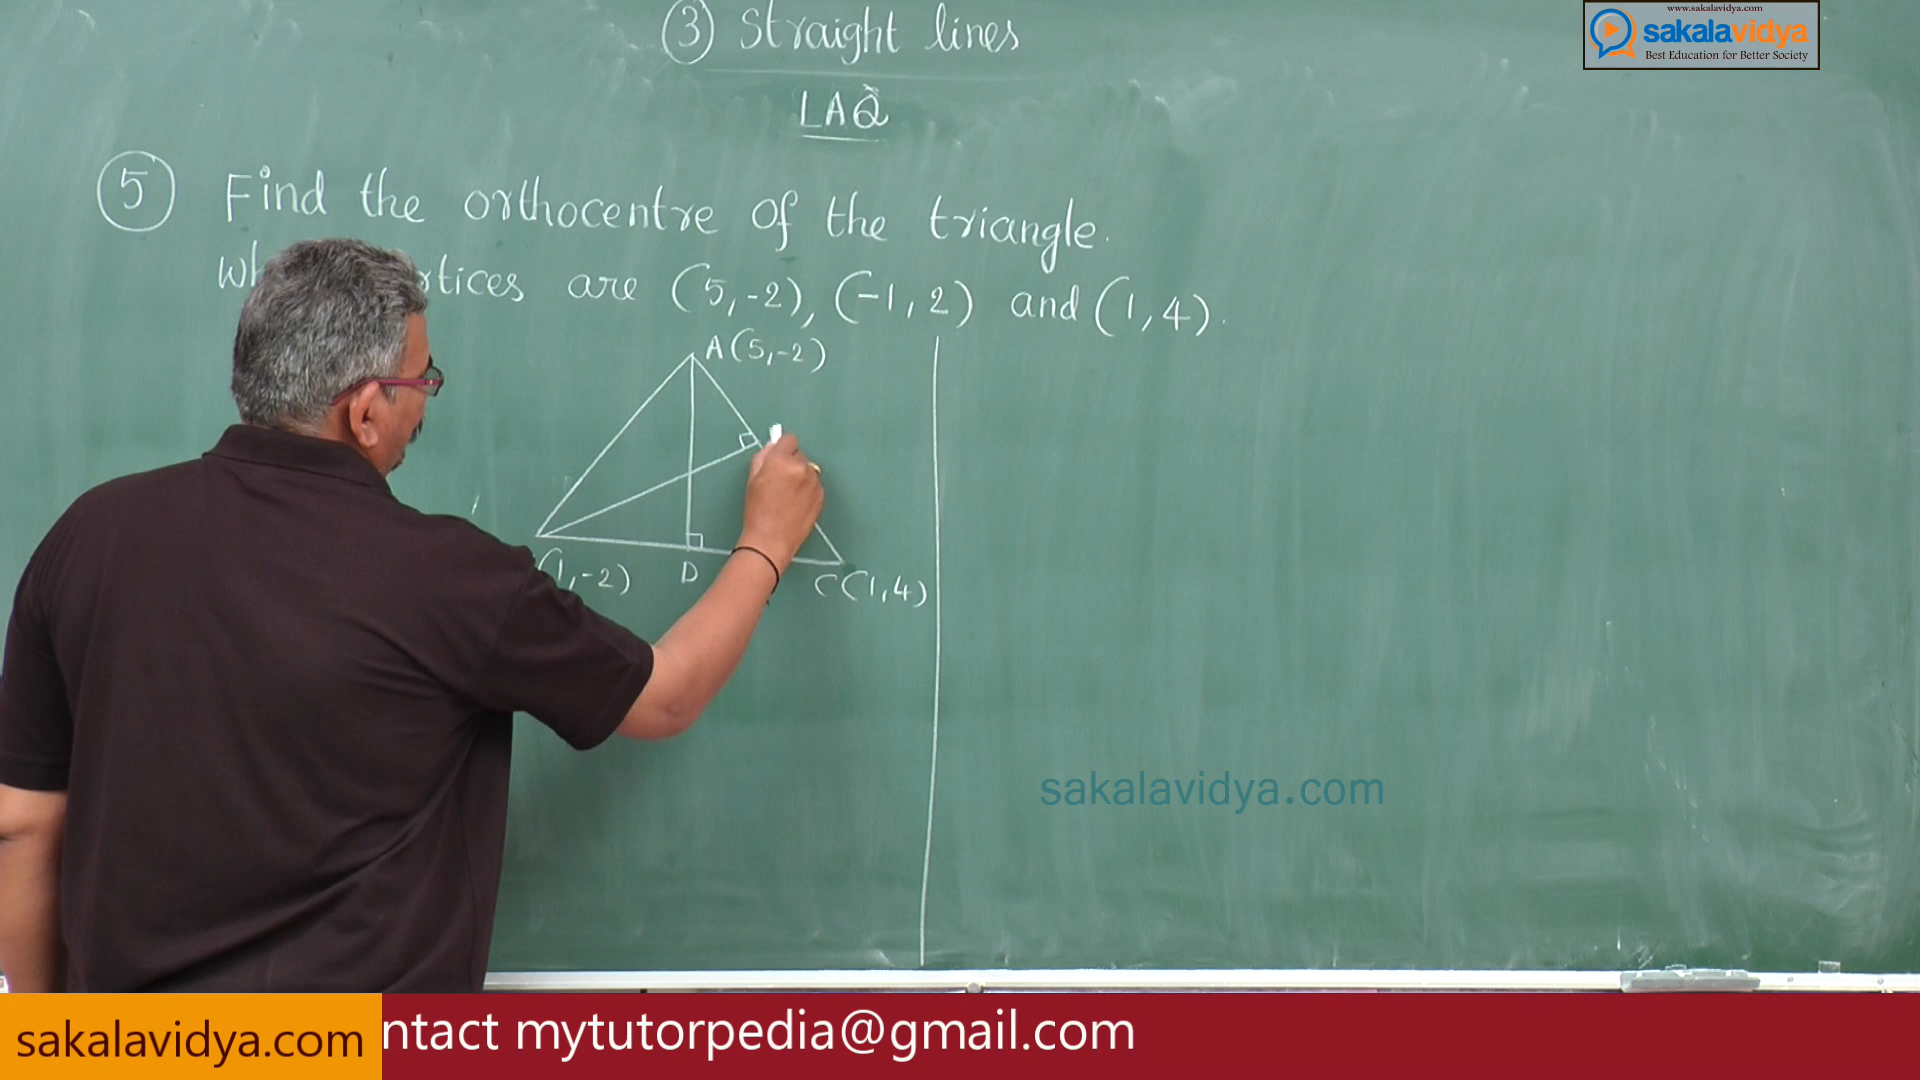 www.sakalavidya.com
sakalavidya
Best Education for Better Society
③ Straight lines
LAQ
⑤ Find the orthocentre of the triangle.
are (5,-2), (-1,2) and (1,4).
A(5,-2)
(1,-2) D C(1,4)
sakalavidya.com
sakalavidya.com
mytutorpedia@gmail.com